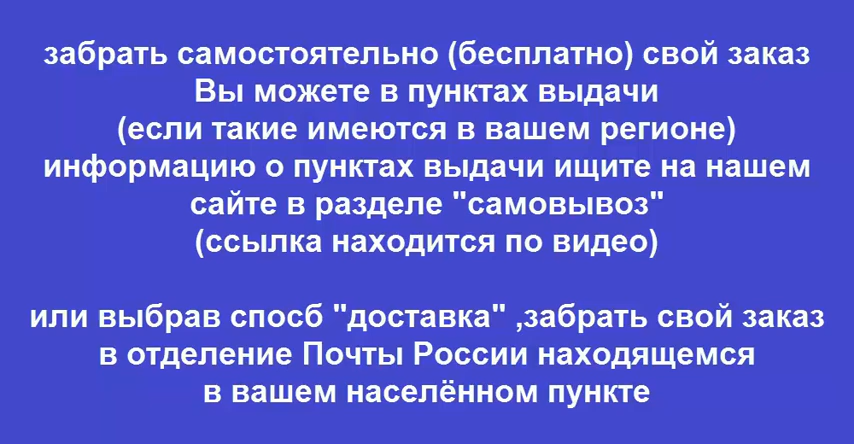 забрать самостоятельно (бесплатно) свой заказ
Вы можете в пунктах выдачи
(если такие имеются в вашем регионе)
информацию о пунктах выдачи ищите на нашем
сайте в разделе "самовывоз"
(ссылка находится по видео)
или выбрав спосб "доставка" ,забрать свой заказ
в отделение Почты России находящемся
в вашем населённом пункте